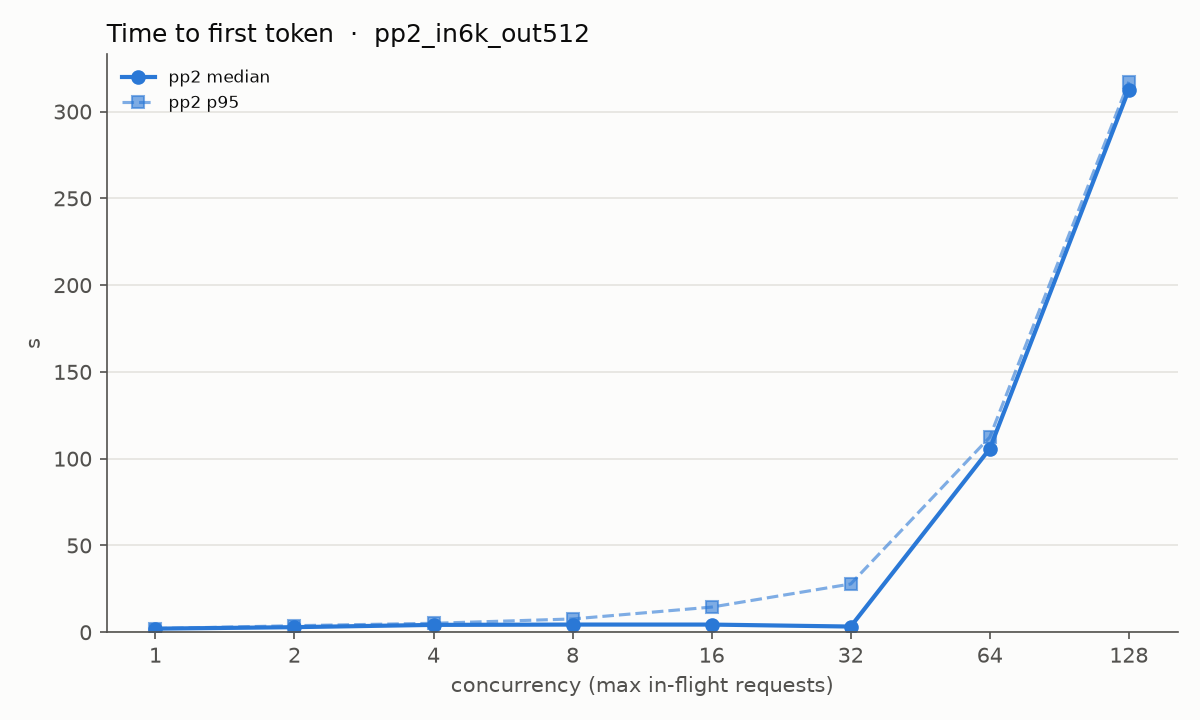 Time to first token · pp2_in6k_out512
pp2 median
pp2 p95
300
250
200
150
100
50
0
s
1 2 4 8 16 32 64 128
concurrency (max in-flight requests)